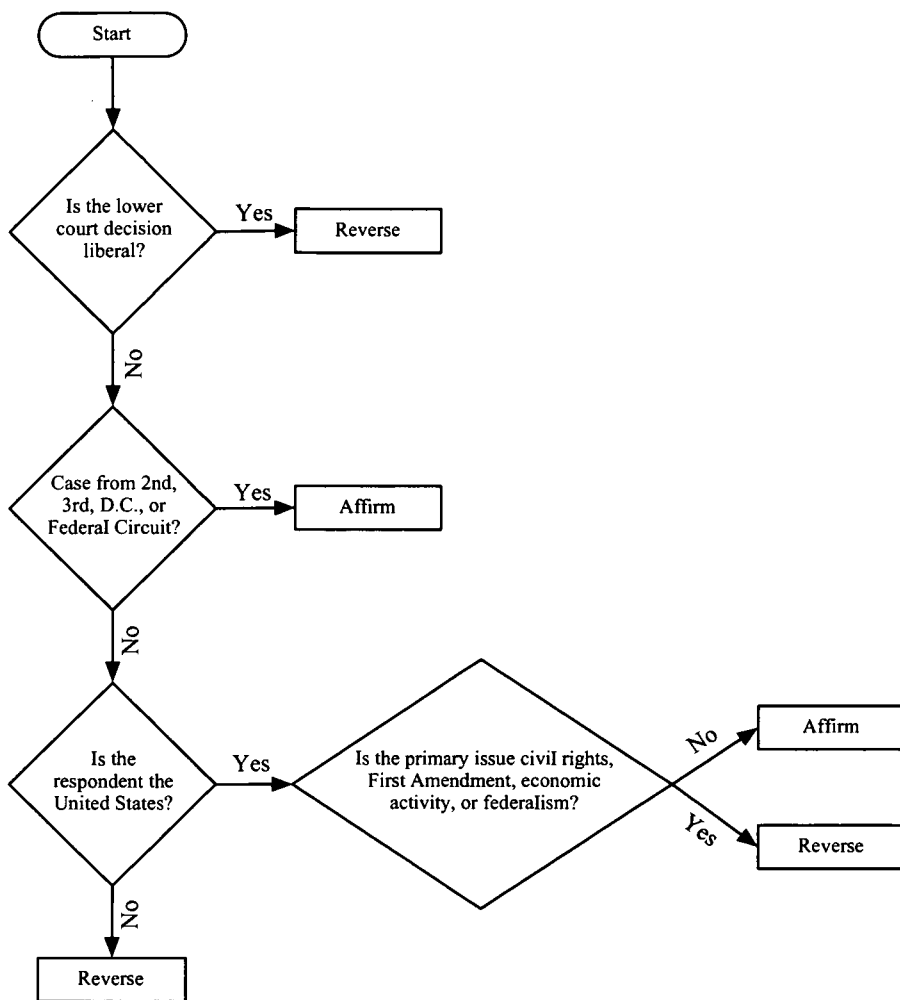 Start
Is the lower
court decision
liberal?
Yes
Reverse
No
Case from 2nd,
3rd, D.C., or
Federal Circuit?
Yes
Affirm
No
Is the
respondent the
United States?
Yes
Is the primary issue civil rights,
First Amendment, economic
activity, or federalism?
No
Affirm
Yes
Reverse
No
Reverse